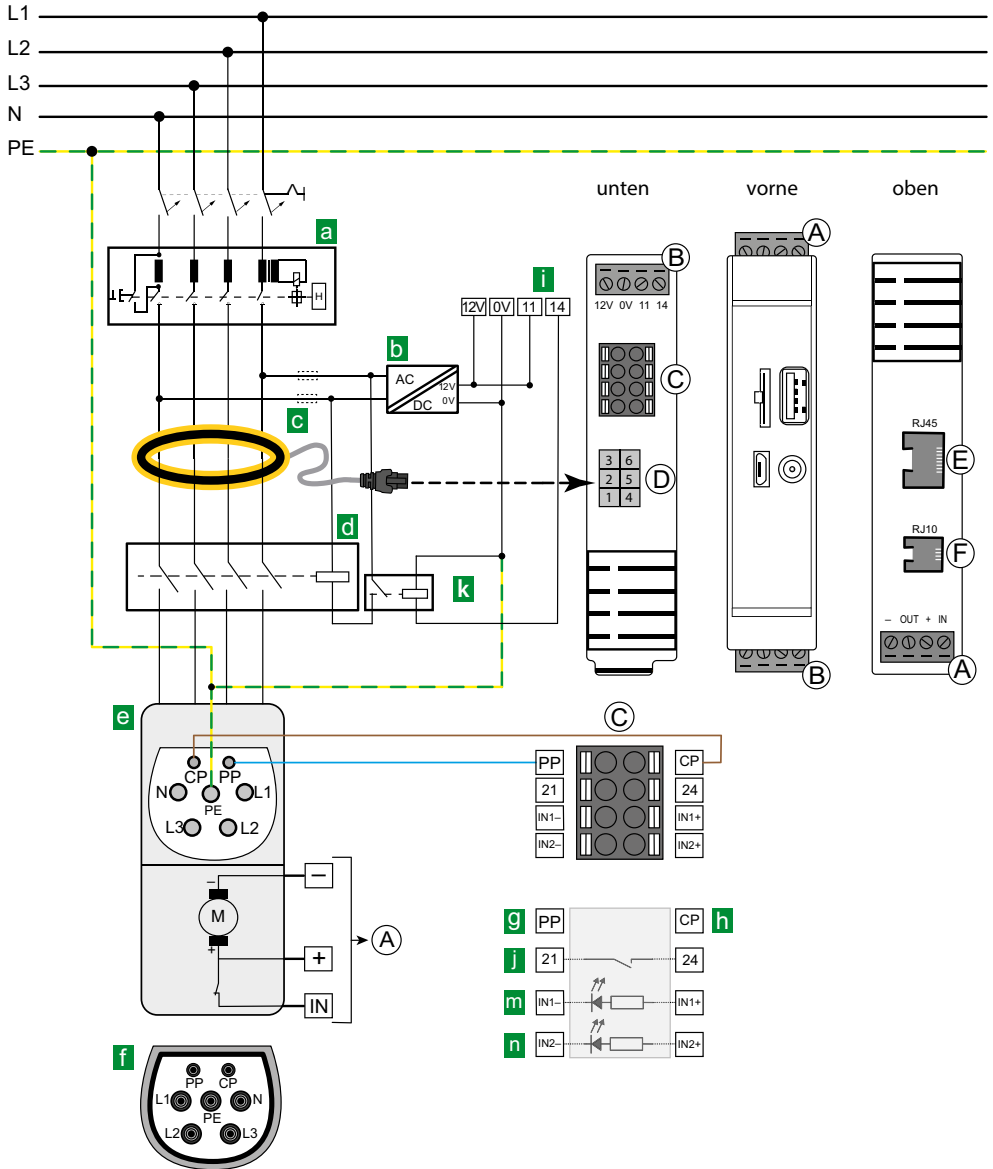 L1
L2
L3
N
PE
unten vorne oben
a
H
B
A
i
12V 0V 11 14
12V 0V 11 14
b
AC
DC
12V
0V
C
c
RJ45
E
3 6
2 5
1 4
D
d
RJ10
F
k
– OUT + IN
A
B
e
C
CP PP
N L1
PE
L3 L2
PP CP
21 24
IN1– IN1+
IN2– IN2+
–
M
+
–
+
IN
A
g PP CP h
j 21 24
m IN1– IN1+
n IN2– IN2+
f
PP CP
L1 N
PE
L2 L3